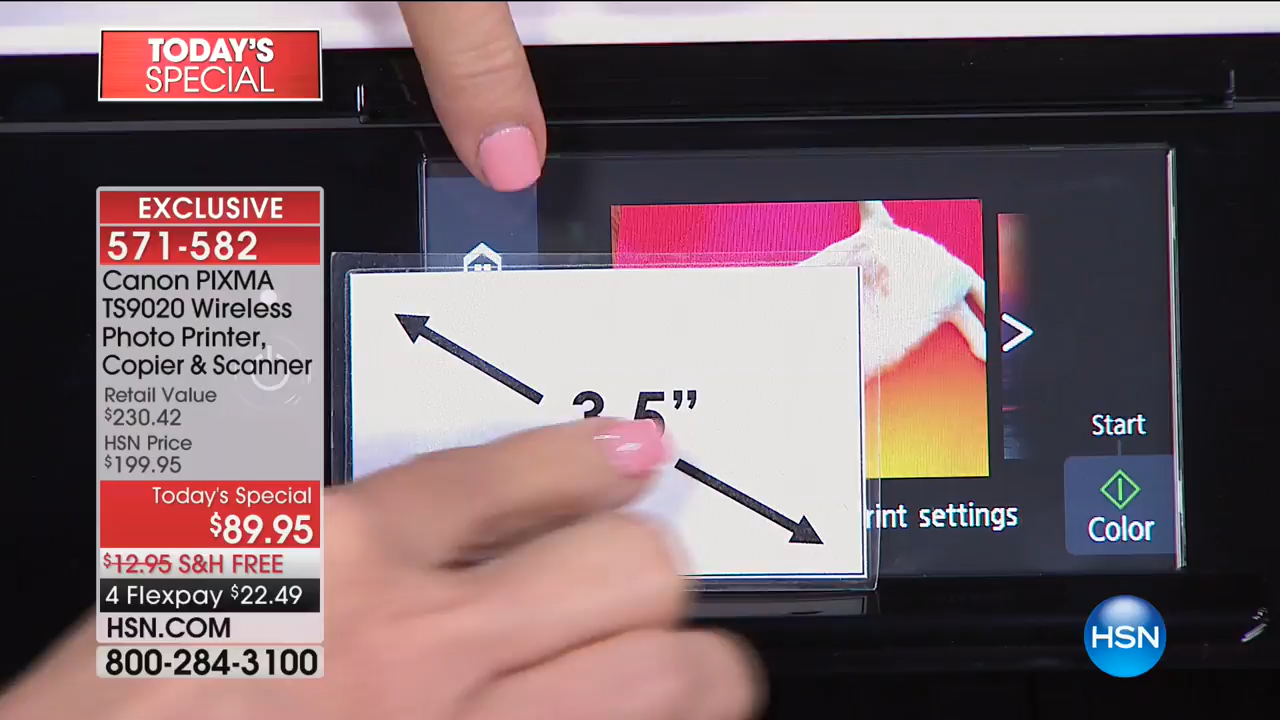 TODAY'S
SPECIAL
EXCLUSIVE
571-582
Canon PIXMA
TS9020 Wireless
Photo Printer,
Copier & Scanner
Retail Value
$230.42
HSN Price
$199.95
Today's Special
$89.95
$12.95 S&H FREE
4 Flexpay $22.49
HSN.COM
800-284-3100
3.5”
Start
rint settings
Color
HSN